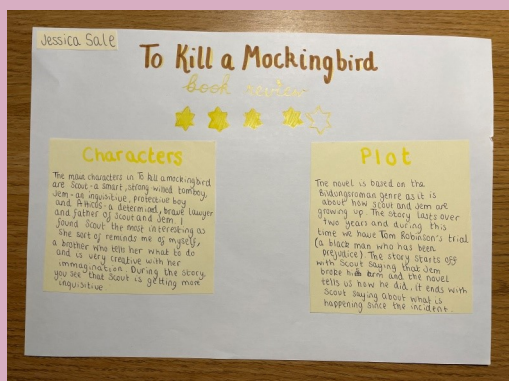 Jessica Sale
To Kill a Mockingbird
book review
Characters
The main characters in To Kill a mockingbird
are Scout - a smart, strong willed tomboy,
Jem - an inquisitive, protective boy
and Atticus - a determined, brave lawyer
and father of Scout and Jem. I
found Scout the most interesting as
she sort of reminds me of myself,
a brother who tell her what to do
and is very creative with her
immagination. During the story,
you see that Scout is getting more
inquisitive
Plot
The novel is based on the
Bildungsroman genre as it is
about how scout and Jem are
growing up. The story lasts over
two years and during this
time we have Tom Robinson's trial
(a black man who has been
prejudice). The story starts off
with Scout saying that Jem
broke his arm and the novel
tells us how he did, it ends with
Scout saying about what is
happening since the incident.